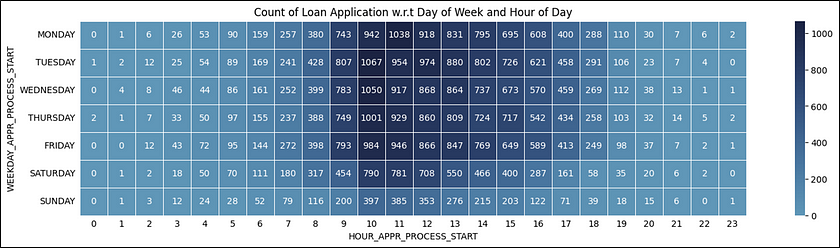 Count of Loan Application w.r.t Day of Week and Hour of Day
WEEKDAY_APPR_PROCESS_START
MONDAY 0 1 6 26 53 90 159 257 380 743 942 1038 918 831 795 695 608 400 288 110 30 7 6 2
TUESDAY 1 2 12 25 54 89 169 241 428 807 1067 954 974 880 802 726 621 458 291 106 23 7 4 0
WEDNESDAY 0 4 8 46 44 86 161 252 399 783 1050 917 868 864 737 673 570 459 269 112 38 13 1 1
THURSDAY 2 1 7 33 50 97 155 237 388 749 1001 929 860 809 724 717 542 434 258 103 32 14 5 2
FRIDAY 0 0 12 43 72 95 144 272 398 793 984 946 866 847 769 649 589 413 249 98 37 7 2 1
SATURDAY 0 1 2 18 50 70 111 180 317 454 790 781 708 550 466 400 287 161 58 35 20 6 2 0
SUNDAY 0 1 3 12 24 28 52 79 116 200 397 385 353 276 215 203 122 71 39 18 15 6 0 1
0 1 2 3 4 5 6 7 8 9 10 11 12 13 14 15 16 17 18 19 20 21 22 23
HOUR_APPR_PROCESS_START
1000
800
600
400
200
0